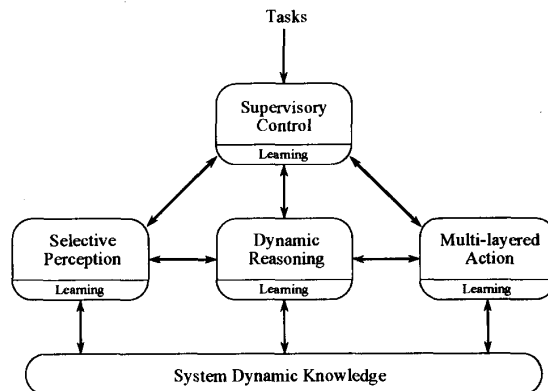 Tasks
Supervisory
Control
Learning
Selective
Perception
Learning
Dynamic
Reasoning
Learning
Multi-layered
Action
Learning
System Dynamic Knowledge